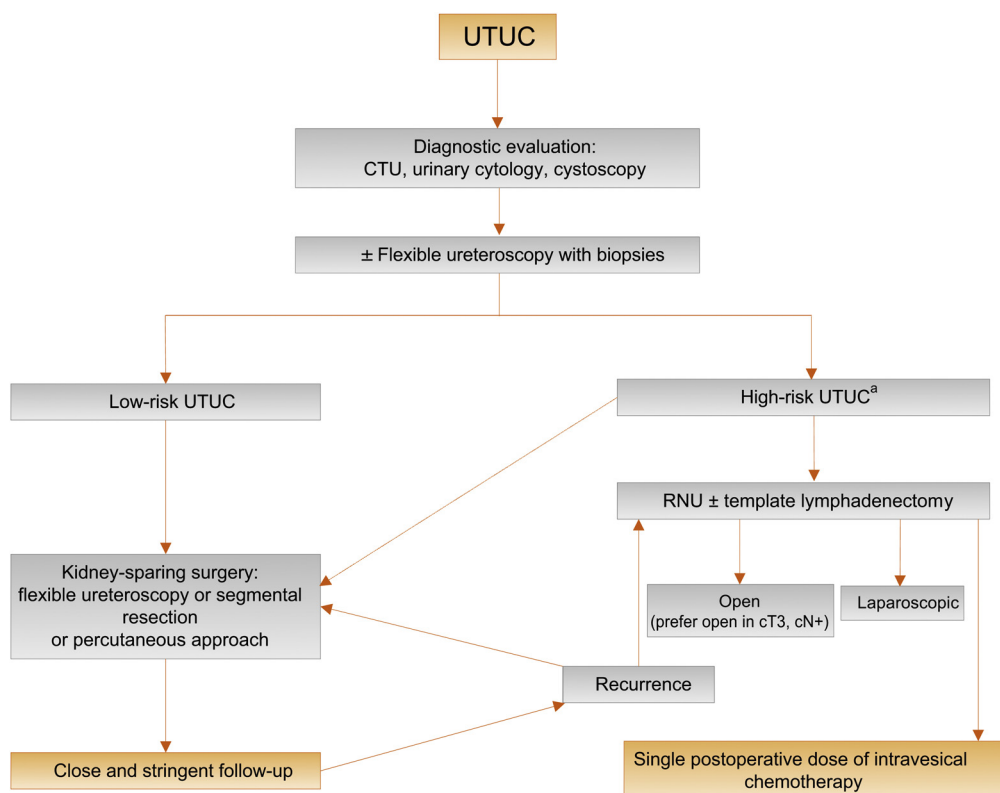 UTUC
Diagnostic evaluation:
CTU, urinary cytology, cystoscopy
± Flexible ureteroscopy with biopsies
Low-risk UTUC
High-risk UTUCa
RNU ± template lymphadenectomy
Kidney-sparing surgery:
flexible ureteroscopy or segmental
resection
or percutaneous approach
Open
(prefer open in cT3, cN+)
Laparoscopic
Recurrence
Close and stringent follow-up
Single postoperative dose of intravesical
chemotherapy